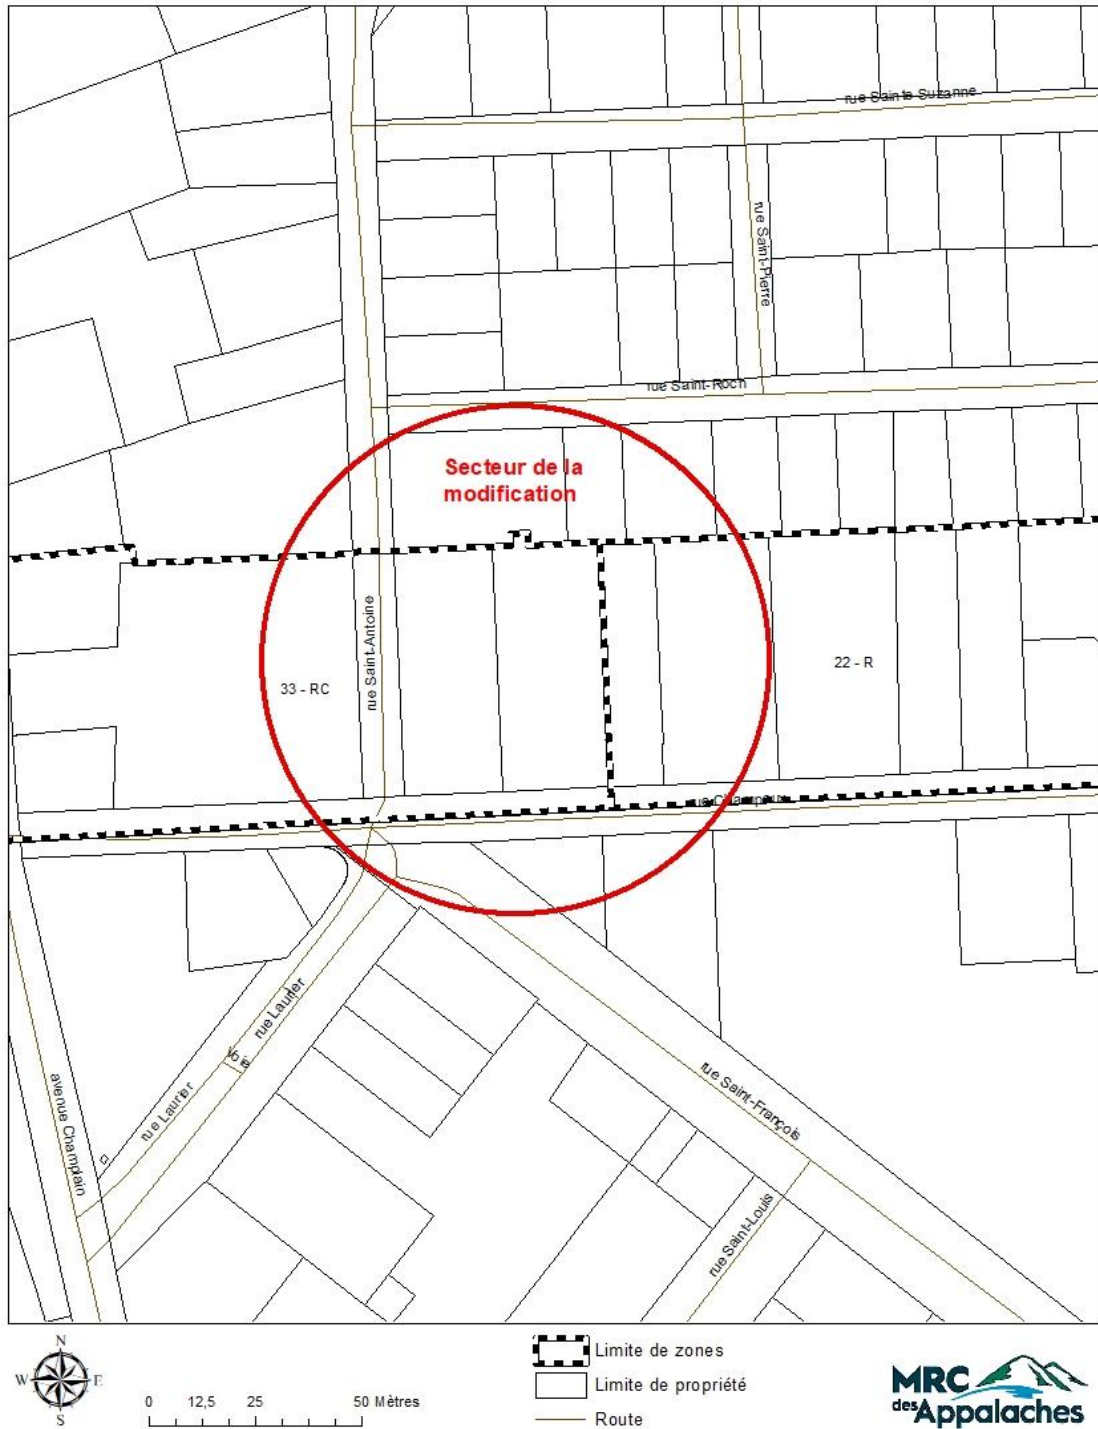 rue Sainte Suzanne
rue Saint-Pierre
rue Saint-Roch
Secteur de la
modification
rue Saint-Antoine
33 - RC
22 - R
rue Champoux
rue Laurier
rue Laurier
avenue Champlain
rue Saint-François
rue Saint-Louis
N
W E
S
0 12,5 25 50 Mètres
Limite de zones
Limite de propriété
Route
MRC
des Appalaches